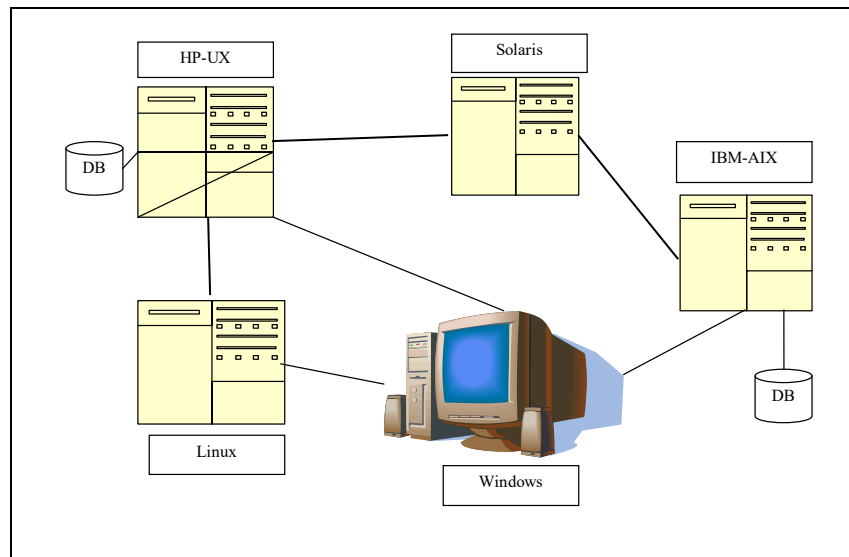 HP-UX
Solaris
IBM-AIX
DB
DB
Linux
Windows